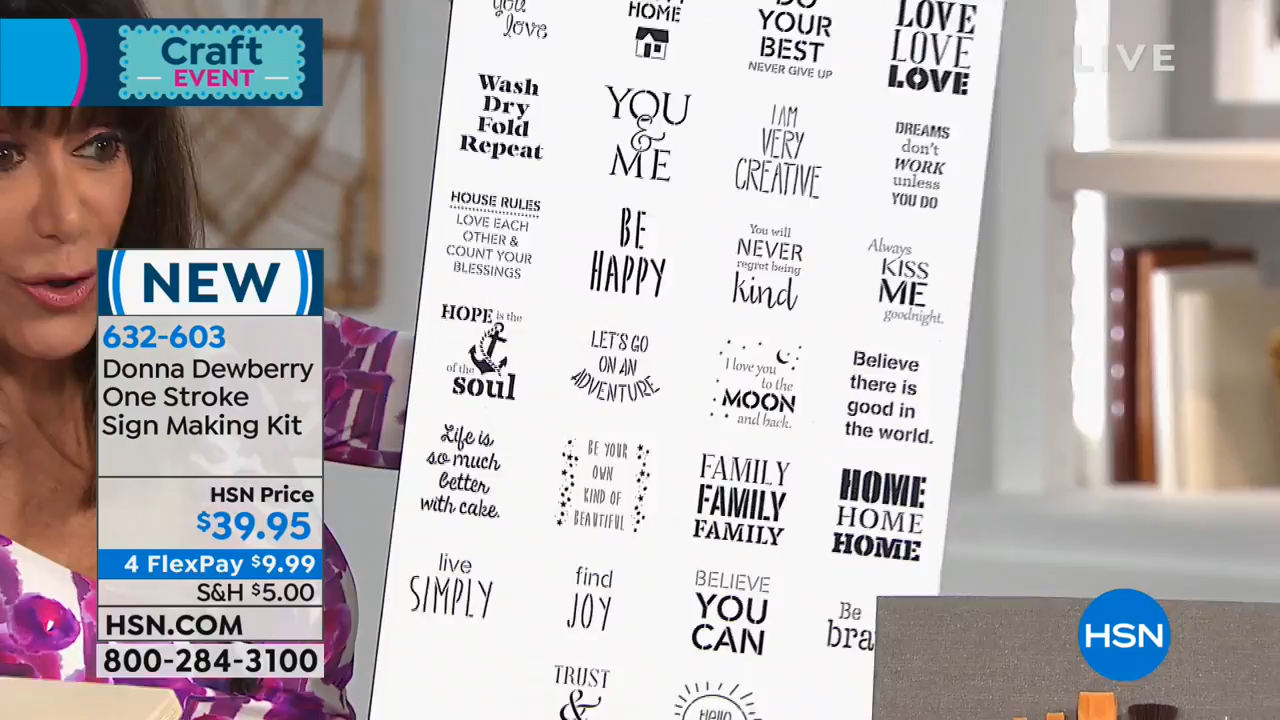 Craft
EVENT
LIVE
NEW
632-603
Donna Dewberry
One Stroke
Sign Making Kit
HSN Price
$39.95
4 FlexPay $9.99
S&H $5.00
HSN.COM
800-284-3100
you
love
HOME
YOUR
BEST
NEVER GIVE UP
LOVE
LOVE
LOVE
Wash
Dry
Fold
Repeat
YOU
&
ME
I AM
VERY
CREATIVE
DREAMS
don't
WORK
unless
YOU DO
HOUSE RULES
LOVE EACH
OTHER &
COUNT YOUR
BLESSINGS
BE
HAPPY
You will
NEVER
regret being
kind
Always
KISS
ME
goodnight.
HOPE is the
of the
soul
LET'S GO
ON AN
ADVENTURE
I love you
to the
MOON
and back.
Believe
there is
good in
the world.
Life is
so much
better
with cake.
BE YOUR
OWN
KIND OF
BEAUTIFUL
FAMILY
FAMILY
FAMILY
HOME
HOME
HOME
live
SIMPLY
find
JOY
BELIEVE
YOU
CAN
Be
TRUST
&
Hello
HSN